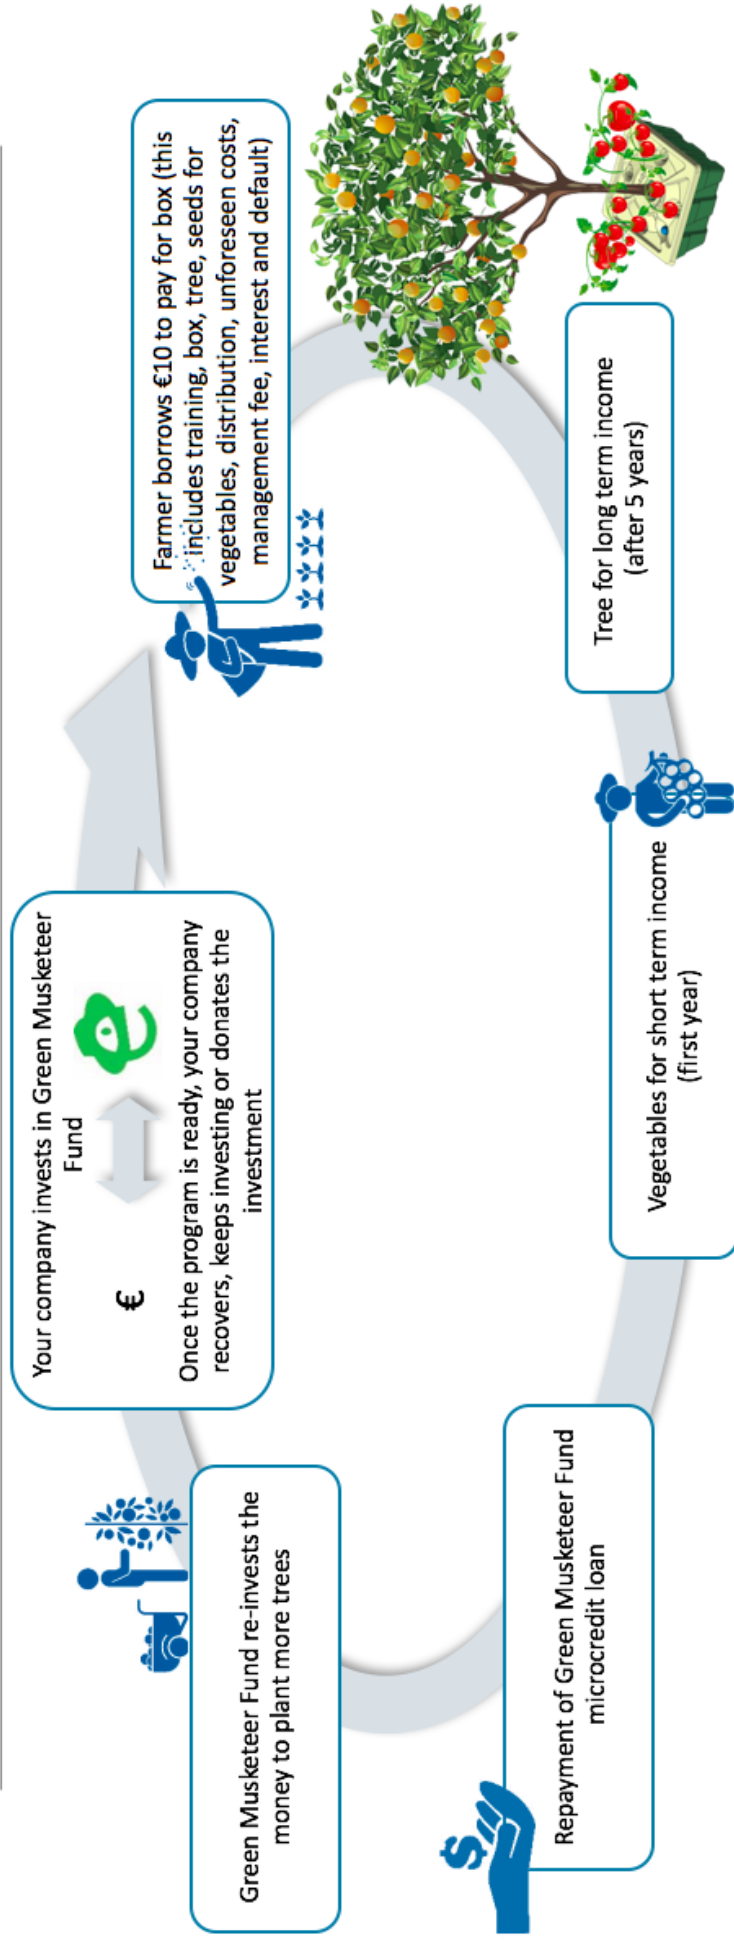 Your company invests in Green Musketeer
Fund
€
Once the program is ready, your company
recovers, keeps investing or donates the
investment
Farmer borrows €10 to pay for box (this
includes training, box, tree, seeds for
vegetables, distribution, unforeseen costs,
management fee, interest and default)
Tree for long term income
(after 5 years)
Vegetables for short term income
(first year)
Repayment of Green Musketeer Fund
microcredit loan
$
Green Musketeer Fund re-invests the
money to plant more trees